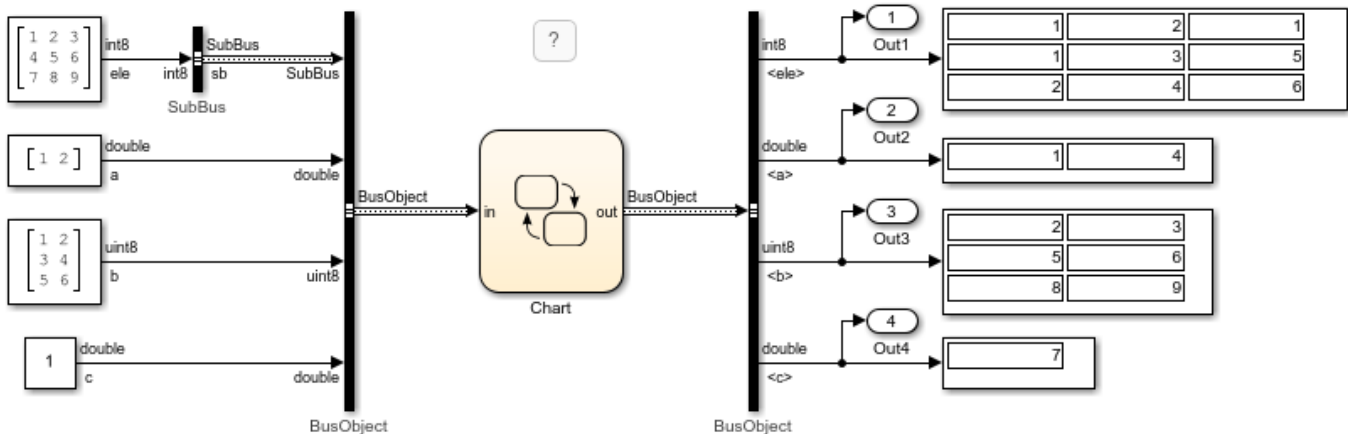 1 2 3
4 5 6
7 8 9
int8
ele
int8
SubBus
sb
SubBus
SubBus
1 2
double
a
double
1 2
3 4
5 6
uint8
b
uint8
1
double
c
double
BusObject
BusObject
?
in
out
Chart
BusObject
BusObject
int8
<ele>
1
Out1
1 2 1
1 3 5
2 4 6
double
<a>
2
Out2
1 4
uint8
<b>
3
Out3
2 3
5 6
8 9
double
<c>
4
Out4
7